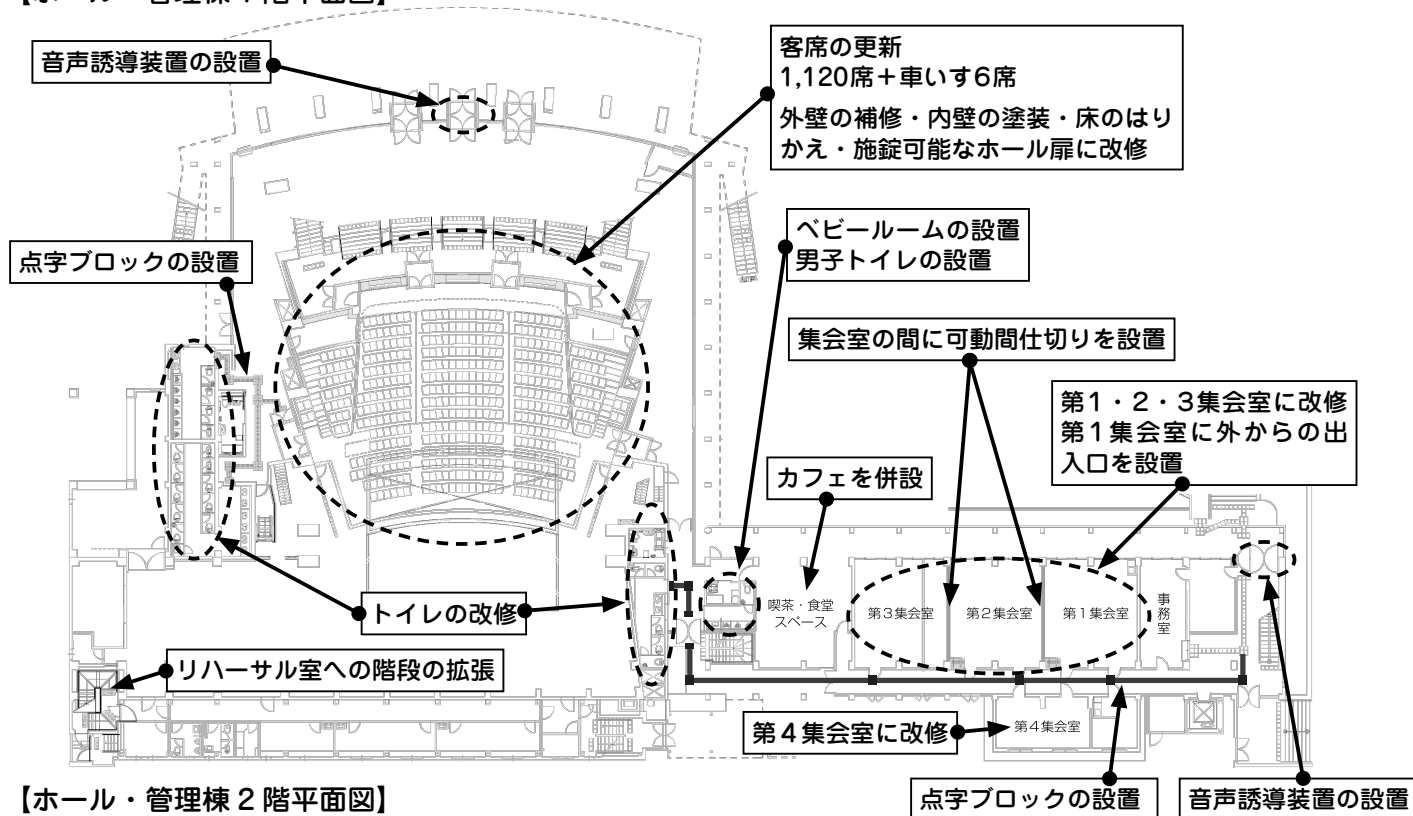 【ホール・管理棟１階平面図】
音声誘導装置の設置
客席の更新
1,120席＋車いす6席
外壁の補修・内壁の塗装・床のはり
かえ・施錠可能なホール扉に改修
点字ブロックの設置
ベビールームの設置
男子トイレの設置
集会室の間に可動間仕切りを設置
第1・2・3集会室に改修
第1集会室に外からの出
入口を設置
カフェを併設
喫茶・食堂
スペース
第３集会室
第２集会室
第１集会室
事務室
トイレの改修
リハーサル室への階段の拡張
第４集会室に改修
第４集会室
点字ブロックの設置
音声誘導装置の設置
【ホール・管理棟２階平面図】